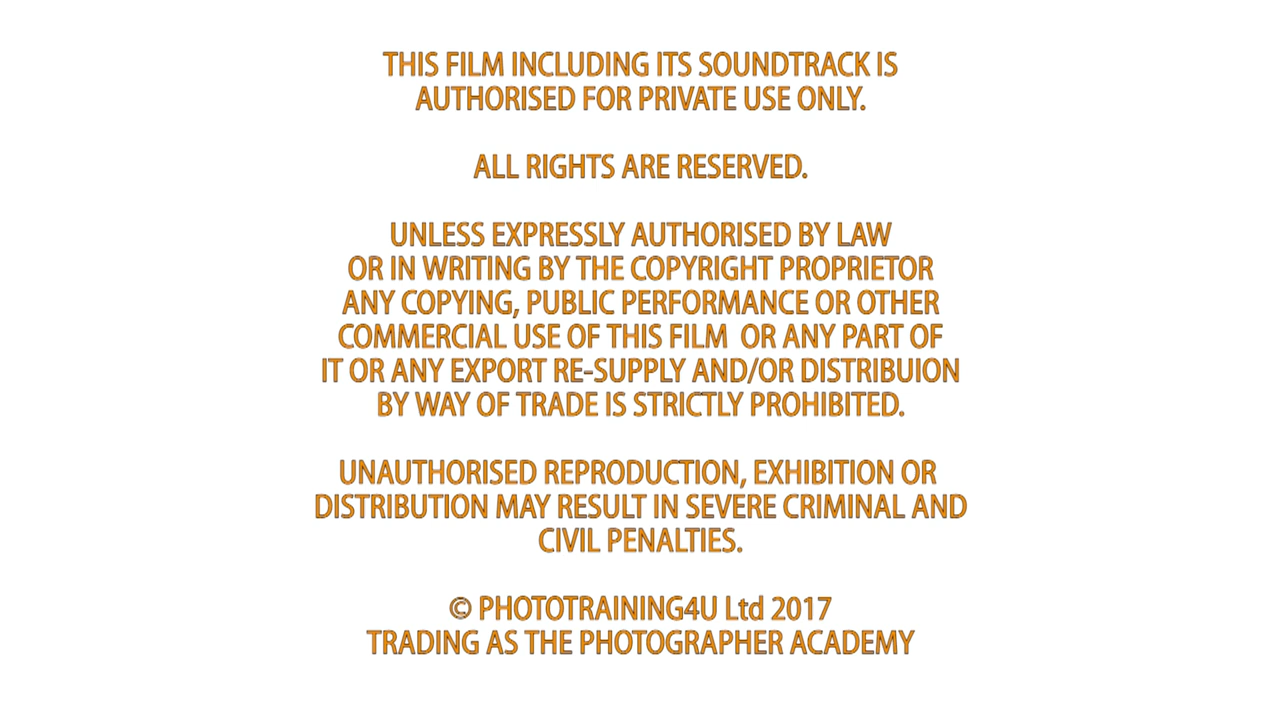 THIS FILM INCLUDING ITS SOUNDTRACK IS
AUTHORISED FOR PRIVATE USE ONLY.
ALL RIGHTS ARE RESERVED.
UNLESS EXPRESSLY AUTHORISED BY LAW
OR IN WRITING BY THE COPYRIGHT PROPRIETOR
ANY COPYING, PUBLIC PERFORMANCE OR OTHER
COMMERCIAL USE OF THIS FILM  OR ANY PART OF
IT OR ANY EXPORT RE-SUPPLY AND/OR DISTRIBUION
BY WAY OF TRADE IS STRICTLY PROHIBITED.
UNAUTHORISED REPRODUCTION, EXHIBITION OR
DISTRIBUTION MAY RESULT IN SEVERE CRIMINAL AND
CIVIL PENALTIES.
© PHOTOTRAINING4U Ltd 2017
TRADING AS THE PHOTOGRAPHER ACADEMY